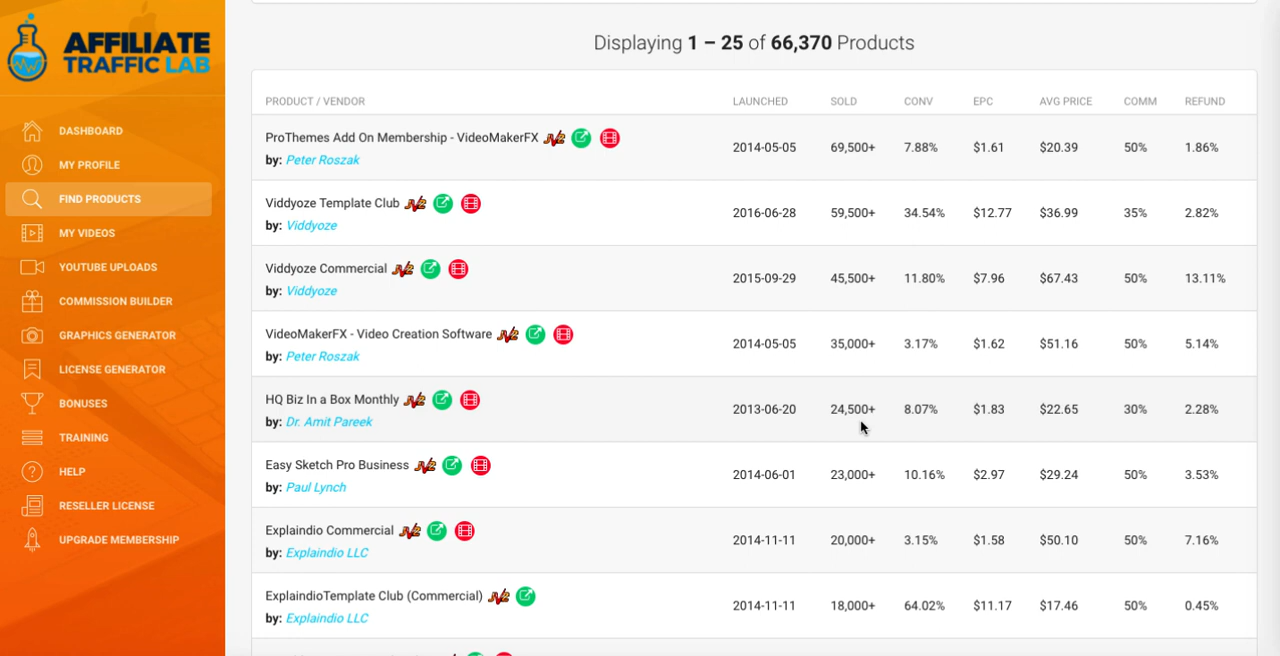 AFFILIATE
TRAFFIC LAB
DASHBOARD
MY PROFILE
FIND PRODUCTS
MY VIDEOS
YOUTUBE UPLOADS
COMMISSION BUILDER
GRAPHICS GENERATOR
LICENSE GENERATOR
BONUSES
TRAINING
HELP
RESELLER LICENSE
UPGRADE MEMBERSHIP
Displaying 1 – 25 of 66,370 Products
PRODUCT / VENDOR LAUNCHED SOLD CONV EPC AVG PRICE COMM REFUND
ProThemes Add On Membership - VideoMakerFX JVZ
by: Peter Roszak
2014-05-05 69,500+ 7.88% $1.61 $20.39 50% 1.86%
Viddyoze Template Club JVZ
by: Viddyoze
2016-06-28 59,500+ 34.54% $12.77 $36.99 35% 2.82%
Viddyoze Commercial JVZ
by: Viddyoze
2015-09-29 45,500+ 11.80% $7.96 $67.43 50% 13.11%
VideoMakerFX - Video Creation Software JVZ
by: Peter Roszak
2014-05-05 35,000+ 3.17% $1.62 $51.16 50% 5.14%
HQ Biz In a Box Monthly JVZ
by: Dr. Amit Pareek
2013-06-20 24,500+ 8.07% $1.83 $22.65 30% 2.28%
Easy Sketch Pro Business JVZ
by: Paul Lynch
2014-06-01 23,000+ 10.16% $2.97 $29.24 50% 3.53%
Explaindio Commercial JVZ
by: Explaindio LLC
2014-11-11 20,000+ 3.15% $1.58 $50.10 50% 7.16%
ExplaindioTemplate Club (Commercial) JVZ
by: Explaindio LLC
2014-11-11 18,000+ 64.02% $11.17 $17.46 50% 0.45%